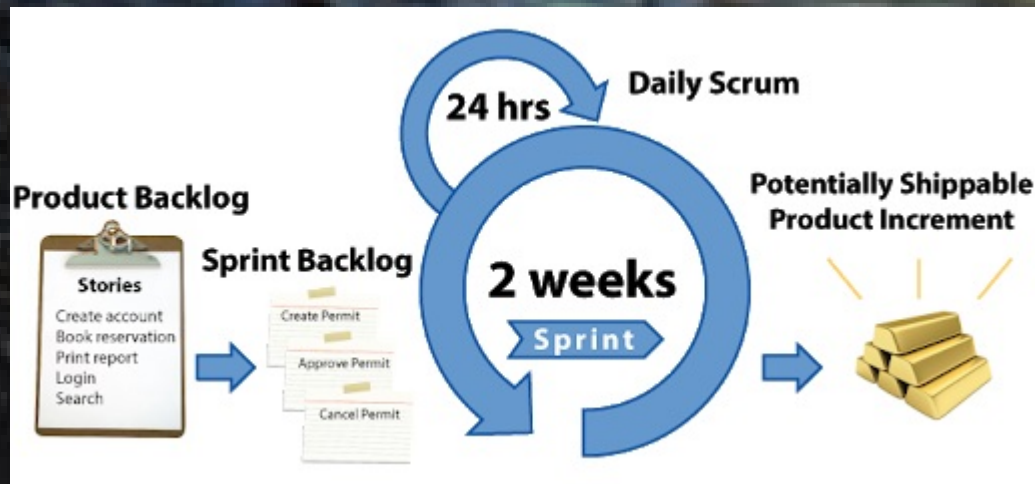 Product Backlog
Stories
Create account
Book reservation
Print report
Login
Search
Sprint Backlog
Create Permit
Approve Permit
Cancel Permit
24 hrs
Daily Scrum
2 weeks
Sprint
Potentially Shippable
Product Increment